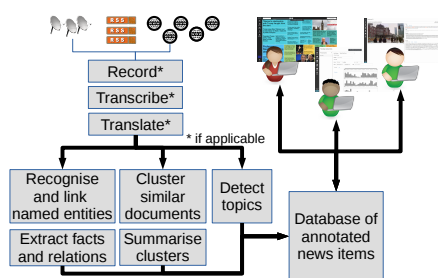 RSS
RSS
RSS
Record*
Transcribe*
Translate*
* if applicable
Recognise
and link
named entities
Cluster
similar
documents
Detect
topics
Extract facts
and relations
Summarise
clusters
Database of
annotated
news items